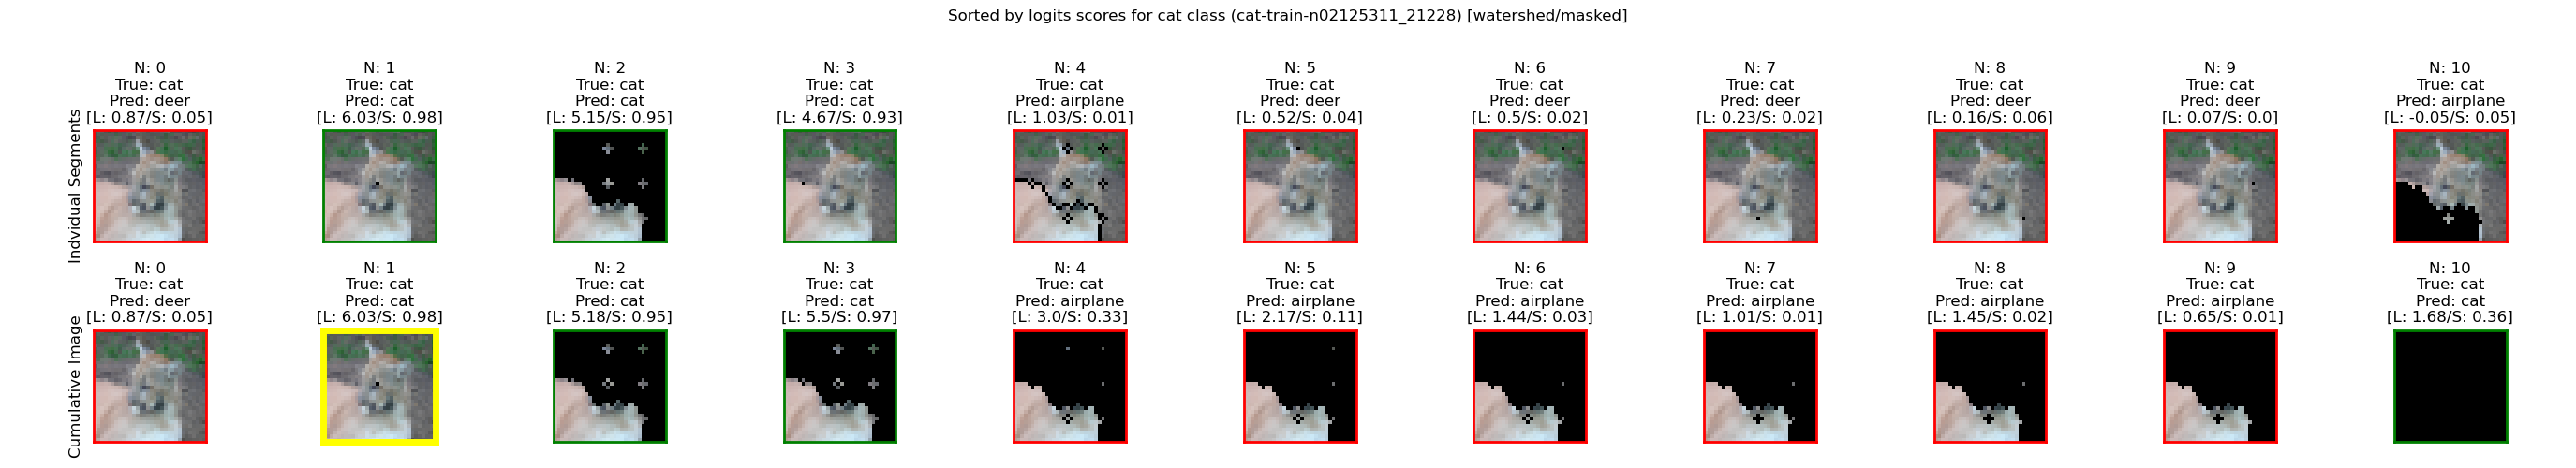 Sorted by logits scores for cat class (cat-train-n02125311_21228) [watershed/masked]
Indvidual Segments
N: 0
True: cat
Pred: deer
[L: 0.87/S: 0.05]
N: 1
True: cat
Pred: cat
[L: 6.03/S: 0.98]
N: 2
True: cat
Pred: cat
[L: 5.15/S: 0.95]
N: 3
True: cat
Pred: cat
[L: 4.67/S: 0.93]
N: 4
True: cat
Pred: airplane
[L: 1.03/S: 0.01]
N: 5
True: cat
Pred: deer
[L: 0.52/S: 0.04]
N: 6
True: cat
Pred: deer
[L: 0.5/S: 0.02]
N: 7
True: cat
Pred: deer
[L: 0.23/S: 0.02]
N: 8
True: cat
Pred: deer
[L: 0.16/S: 0.06]
N: 9
True: cat
Pred: deer
[L: 0.07/S: 0.0]
N: 10
True: cat
Pred: airplane
[L: -0.05/S: 0.05]
Cumulative Image
N: 0
True: cat
Pred: deer
[L: 0.87/S: 0.05]
N: 1
True: cat
Pred: cat
[L: 6.03/S: 0.98]
N: 2
True: cat
Pred: cat
[L: 5.18/S: 0.95]
N: 3
True: cat
Pred: cat
[L: 5.5/S: 0.97]
N: 4
True: cat
Pred: airplane
[L: 3.0/S: 0.33]
N: 5
True: cat
Pred: airplane
[L: 2.17/S: 0.11]
N: 6
True: cat
Pred: airplane
[L: 1.44/S: 0.03]
N: 7
True: cat
Pred: airplane
[L: 1.01/S: 0.01]
N: 8
True: cat
Pred: airplane
[L: 1.45/S: 0.02]
N: 9
True: cat
Pred: airplane
[L: 0.65/S: 0.01]
N: 10
True: cat
Pred: cat
[L: 1.68/S: 0.36]